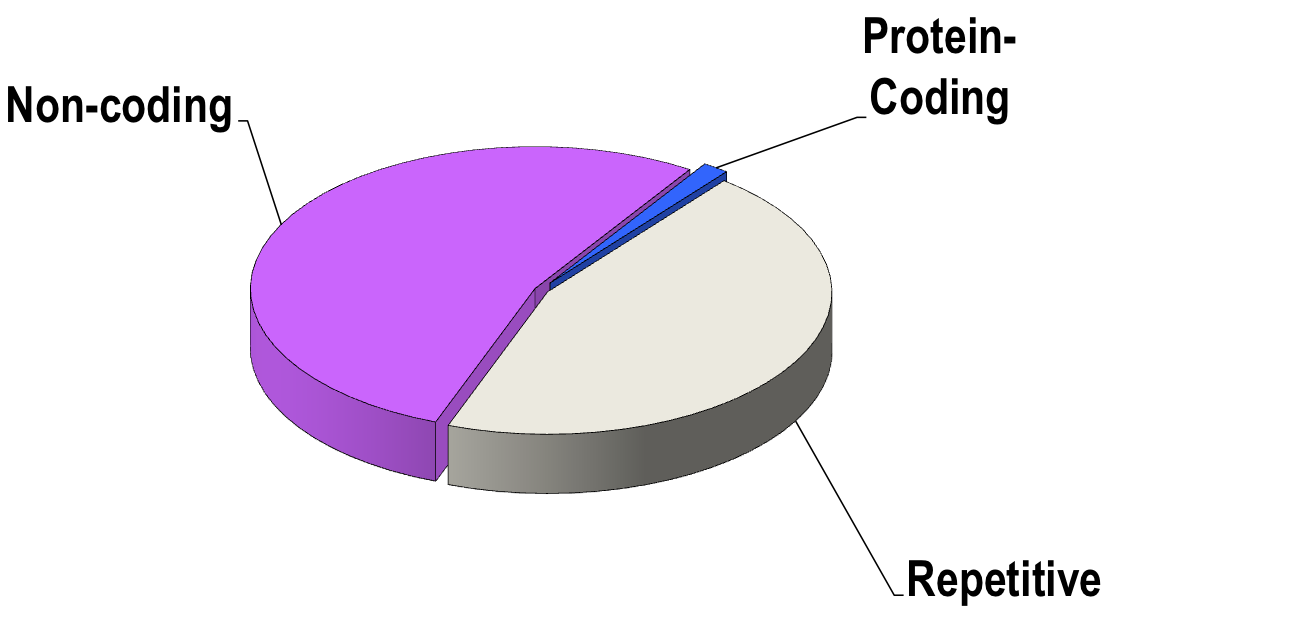 Protein-
Coding
Non-coding
Repetitive